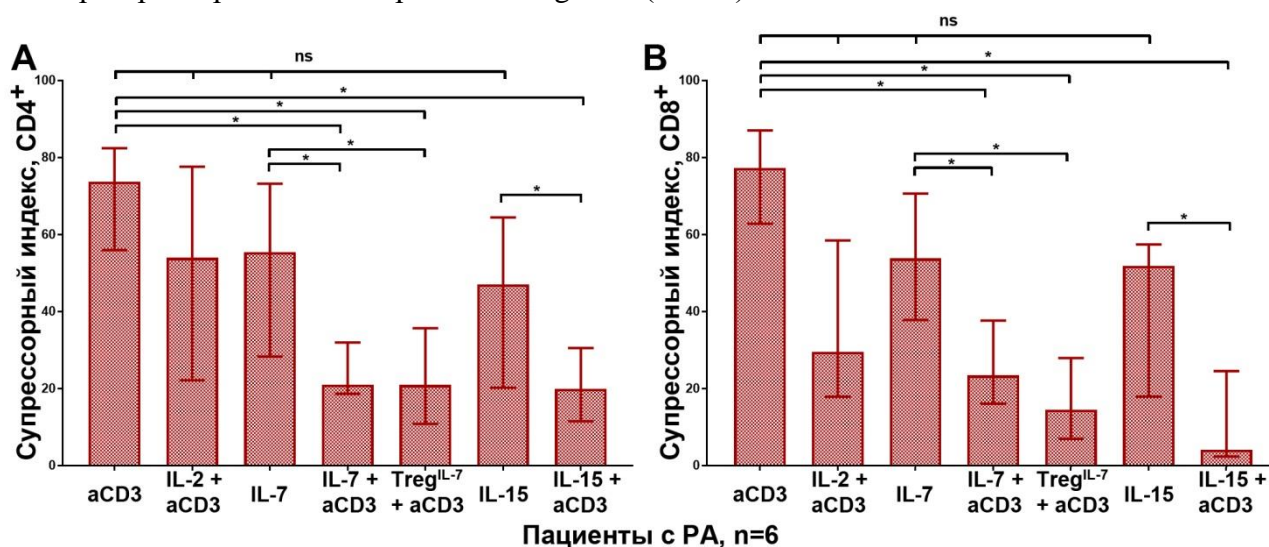 ns
ns
A
B
*
*
*
*
*
*
*
*
*
*
*
*
Супрессорный индекс, CD4+
Супрессорный индекс, CD8+
100
80
60
40
20
0
100
80
60
40
20
0
aCD3
IL-2 + aCD3
IL-7
IL-7 + aCD3
TregIL-7 + aCD3
IL-15
IL-15 + aCD3
aCD3
IL-2 + aCD3
IL-7
IL-7 + aCD3
TregIL-7 + aCD3
IL-15
IL-15 + aCD3
Пациенты с РА, n=6